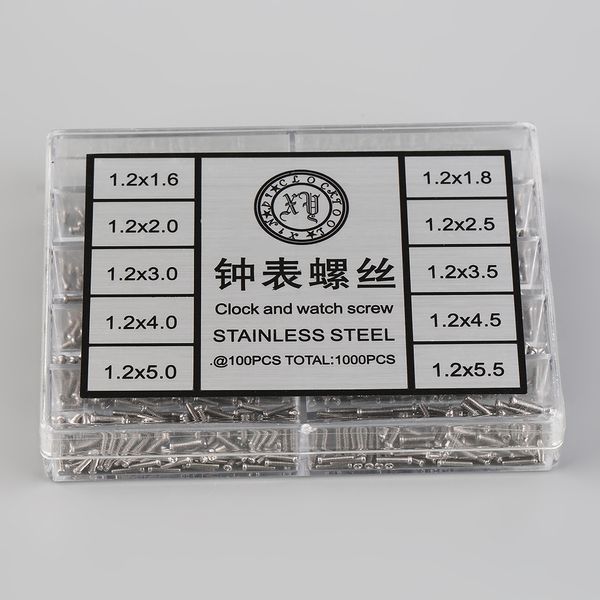 1.2x1.6
1.2x2.0
1.2x3.0
1.2x4.0
1.2x5.0
XY
钟表螺丝
Clock and watch screw
STAINLESS STEEL
.@100PCS TOTAL:1000PCS
1.2x1.8
1.2x2.5
1.2x3.5
1.2x4.5
1.2x5.5